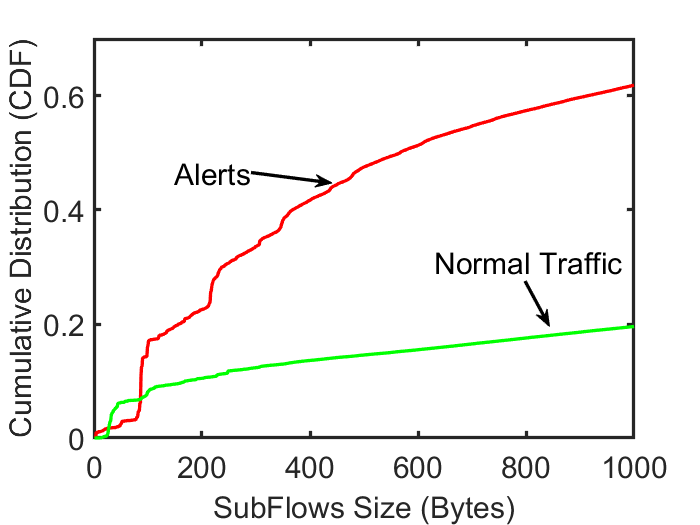 Cumulative Distribution (CDF)
0.6
0.4
0.2
0
Alerts
Normal Traffic
0 200 400 600 800 1000
SubFlows Size (Bytes)